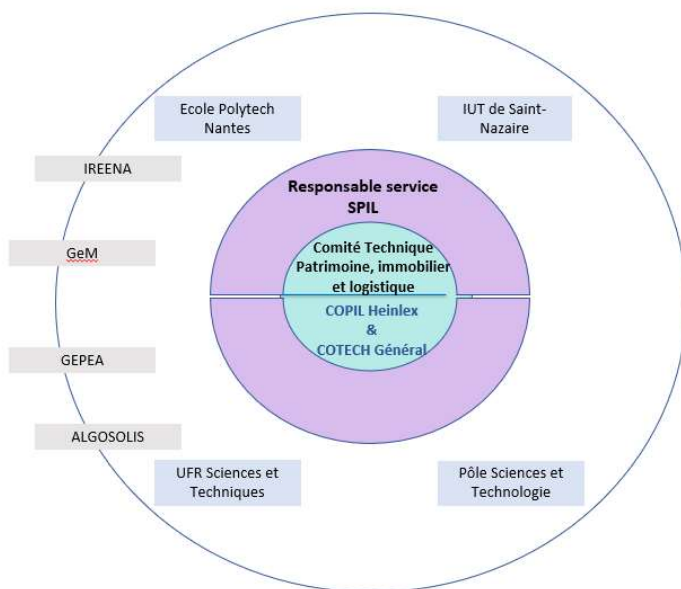 Ecole Polytech
Nantes
IUT de Saint-
Nazaire
IREENA
Responsable service
SPIL
GeM
Comité Technique
Patrimoine, immobilier
et logistique
COPIL Heinlex
&
COTECH Général
GEPEA
ALGOSOLIS
UFR Sciences et
Techniques
Pôle Sciences et
Technologie